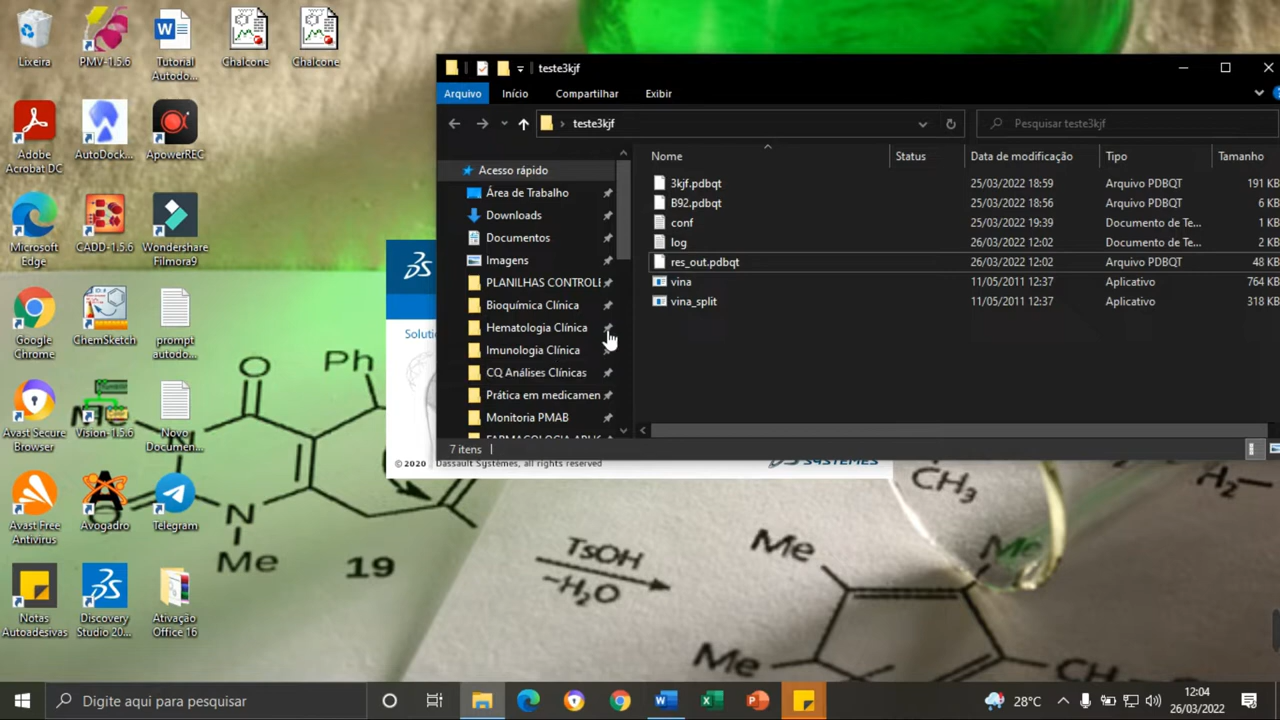 Lixeira
PMV-1.5.6
Tutorial
Autodo...
Chalcone
Chalcone
Adobe
Acrobat DC
AutoDock...
ApowerREC
Microsoft
Edge
CADD-1.5.6
Wondershare
Filmora9
Google
Chrome
ChemSketch
prompt
autodo...
Avast Secure
Browser
Vision-1.5.6
Novo
Documen...
Avast Free
Antivirus
Avogadro
Telegram
Notas
Autoadesivas
Discovery
Studio 20...
Ativação
Office 16
teste3kjf
Arquivo
Início
Compartilhar
Exibir
teste3kjf
Pesquisar teste3kjf
Acesso rápido
Área de Trabalho
Downloads
Documentos
Imagens
PLANILHAS CONTROLE
Bioquímica Clínica
Hematologia Clínica
Imunologia Clínica
CQ Análises Clínicas
Prática em medicamen
Monitoria PMAB
Nome Status Data de modificação Tipo Tamanho
3kjf.pdbqt 25/03/2022 18:59 Arquivo PDBQT 191 KB
B92.pdbqt 25/03/2022 18:56 Arquivo PDBQT 6 KB
conf 25/03/2022 19:39 Documento de Te... 1 KB
log 26/03/2022 12:02 Documento de Te... 2 KB
res_out.pdbqt 26/03/2022 12:02 Arquivo PDBQT 48 KB
vina 11/05/2011 12:37 Aplicativo 764 KB
vina_split 11/05/2011 12:37 Aplicativo 318 KB
7 itens
Soluti
©2020 Dassault Systèmes, all rights reserved
O
Ph
N
Me
19
TsOH
-H₂O
CH₃
H₂-
Me
Me
Me
CH
Digite aqui para pesquisar
28°C
12:04
26/03/2022